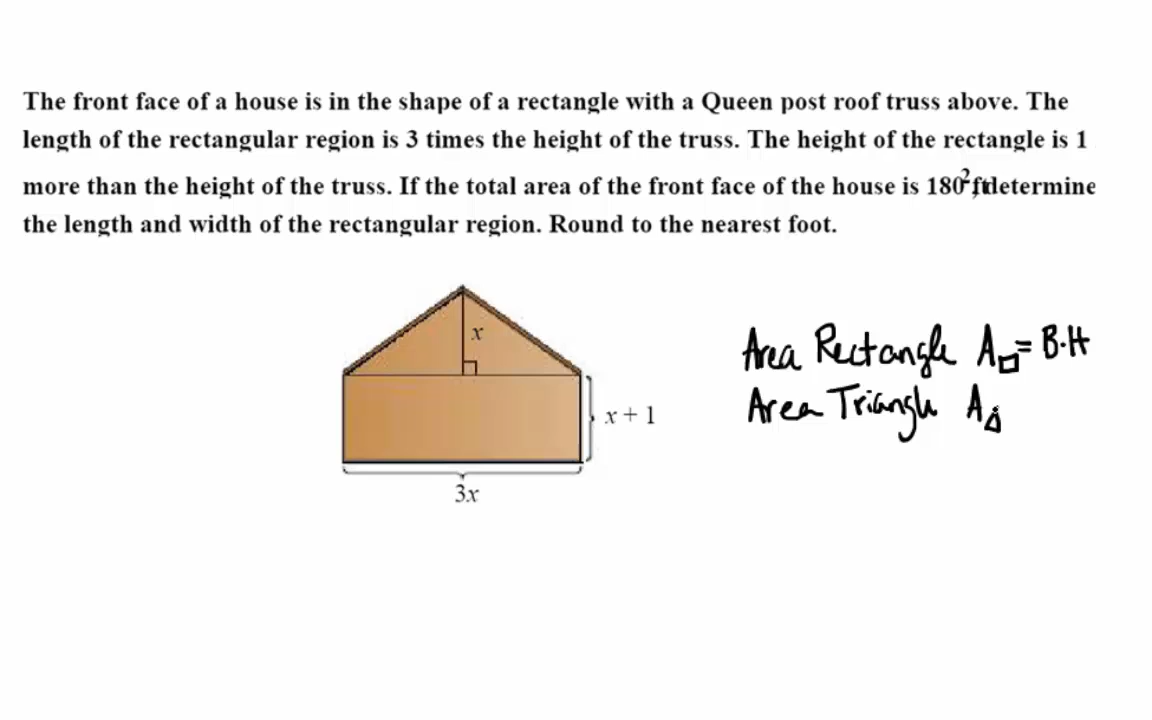 The front face of a house is in the shape of a rectangle with a Queen post roof truss above. The
length of the rectangular region is 3 times the height of the truss. The height of the rectangle is 1
more than the height of the truss. If the total area of the front face of the house is 180 ft², determine
the length and width of the rectangular region. Round to the nearest foot.
x
Area Rectangle A▭ = B·H
Area Triangle A△
x + 1
3x